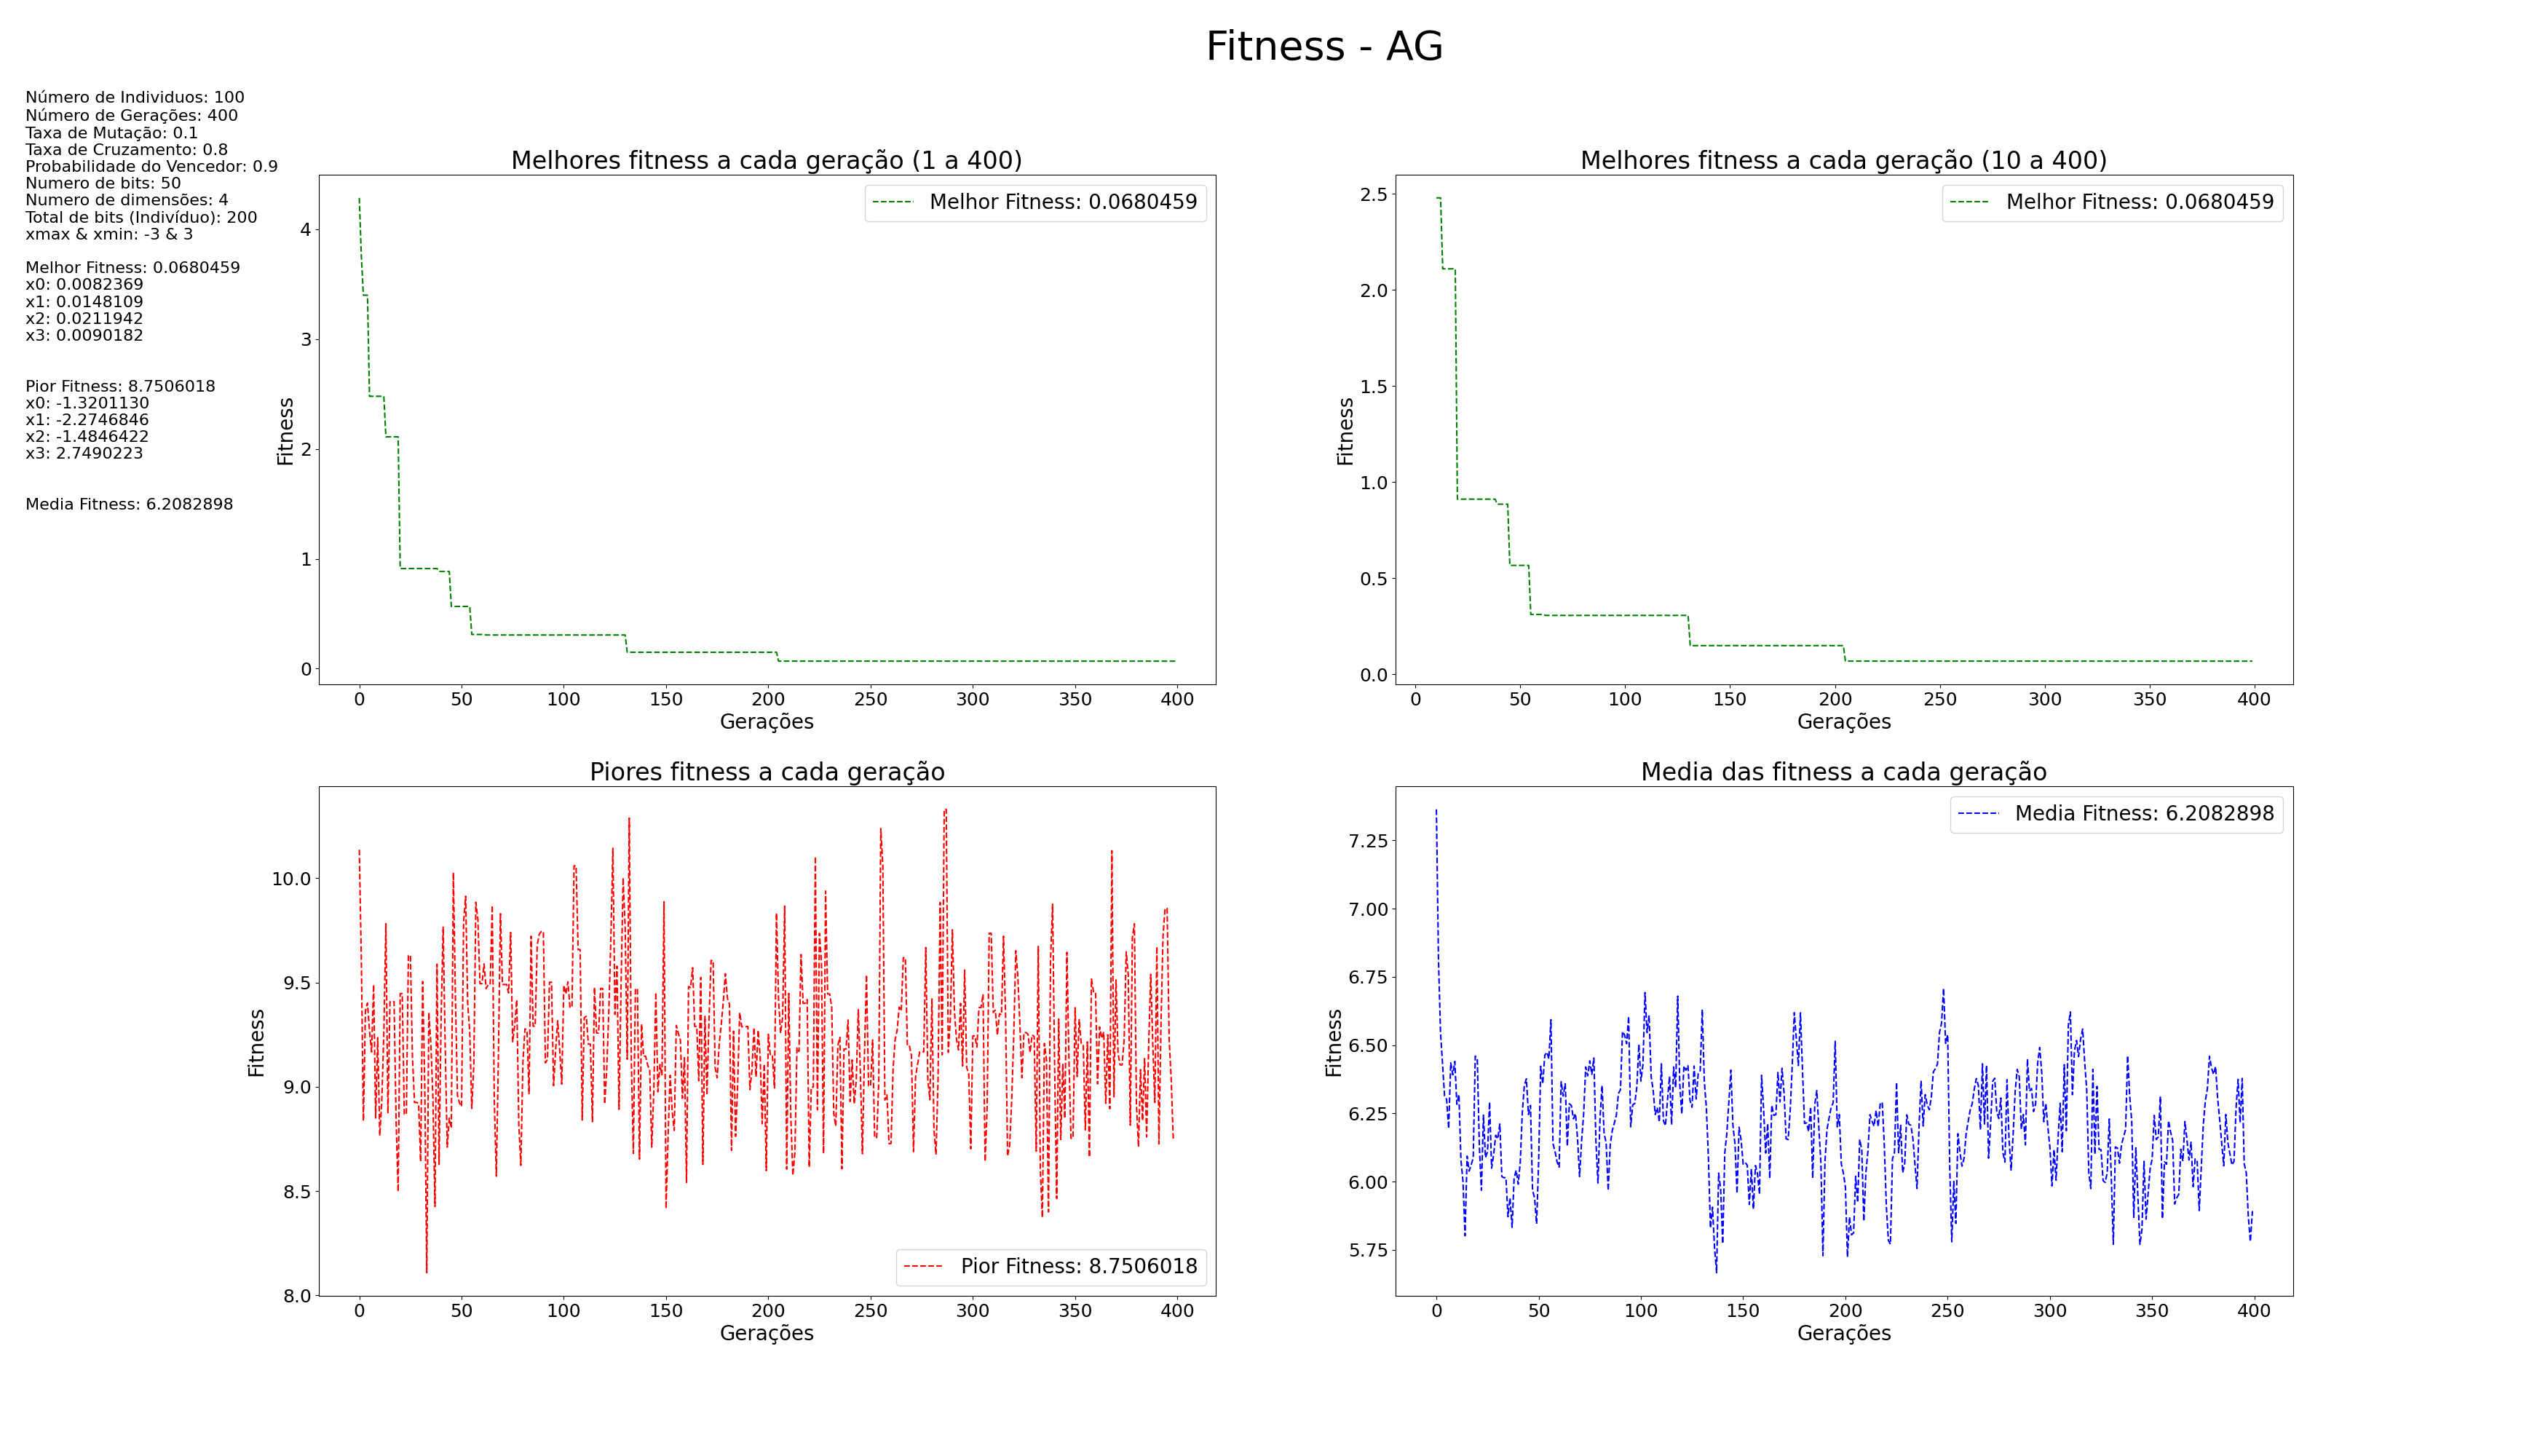 Fitness - AG
Número de Individuos: 100
Número de Gerações: 400
Taxa de Mutação: 0.1
Taxa de Cruzamento: 0.8
Probabilidade do Vencedor: 0.9
Numero de bits: 50
Numero de dimensões: 4
Total de bits (Indivíduo): 200
xmax & xmin: -3 & 3
Melhor Fitness: 0.0680459
x0: 0.0082369
x1: 0.0148109
x2: 0.0211942
x3: 0.0090182
Pior Fitness: 8.7506018
x0: -1.3201130
x1: -2.2746846
x2: -1.4846422
x3: 2.7490223
Media Fitness: 6.2082898
Melhores fitness a cada geração (1 a 400)
Melhor Fitness: 0.0680459
4
3
2
1
0
Fitness
0 50 100 150 200 250 300 350 400
Gerações
Melhores fitness a cada geração (10 a 400)
Melhor Fitness: 0.0680459
2.5
2.0
1.5
1.0
0.5
0.0
Fitness
0 50 100 150 200 250 300 350 400
Gerações
Piores fitness a cada geração
10.0
9.5
9.0
8.5
8.0
Fitness
Pior Fitness: 8.7506018
0 50 100 150 200 250 300 350 400
Gerações
Media das fitness a cada geração
Media Fitness: 6.2082898
7.25
7.00
6.75
6.50
6.25
6.00
5.75
Fitness
0 50 100 150 200 250 300 350 400
Gerações